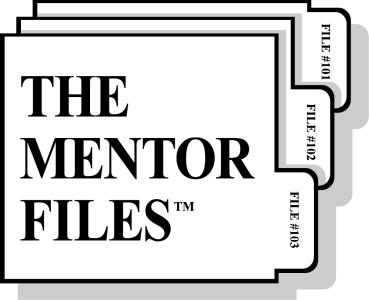 FILE #101
FILE #102
THE
MENTOR
FILES™
FILE #103